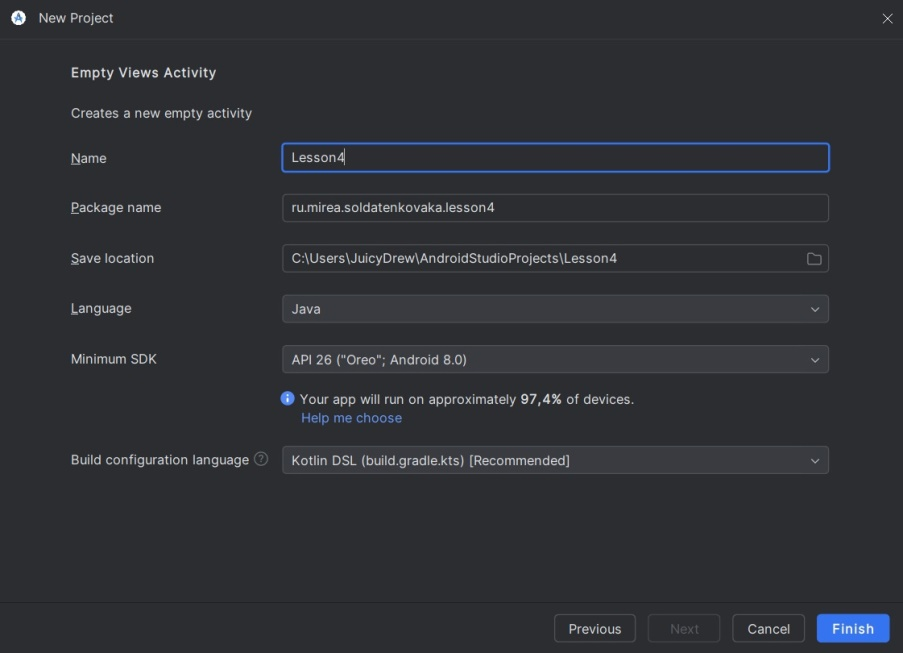 New Project
Empty Views Activity
Creates a new empty activity
Name
Lesson4
Package name
ru.mirea.soldatenkovaka.lesson4
Save location
C:\Users\JuicyDrew\AndroidStudioProjects\Lesson4
Language
Java
Minimum SDK
API 26 ("Oreo"; Android 8.0)
Your app will run on approximately 97,4% of devices.
Help me choose
Build configuration language ?
Kotlin DSL (build.gradle.kts) [Recommended]
Previous
Next
Cancel
Finish